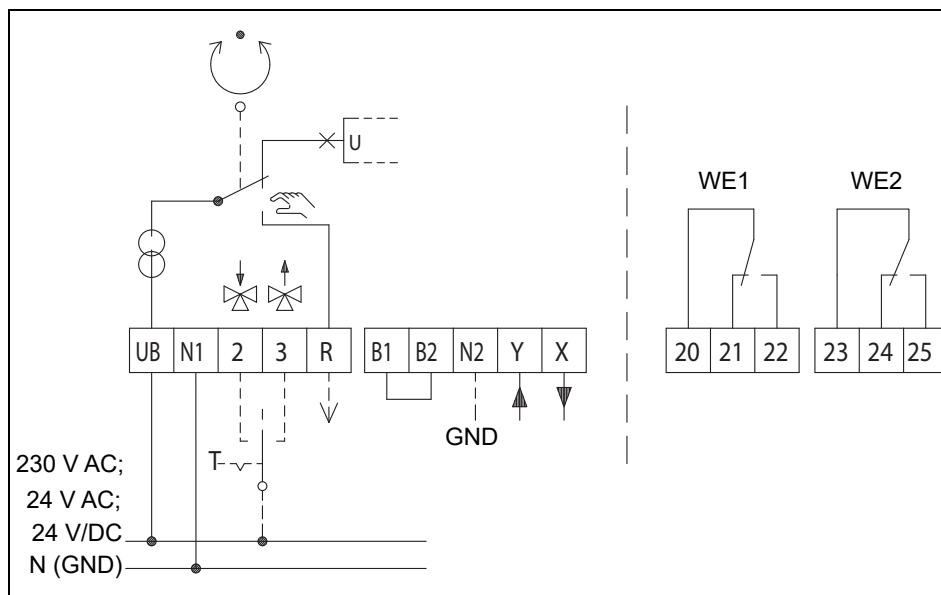 U
WE1 WE2
UB N1 2 3 R B1 B2 N2 Y X 20 21 22 23 24 25
GND
T
230 V AC;
24 V AC;
24 V/DC
N (GND)